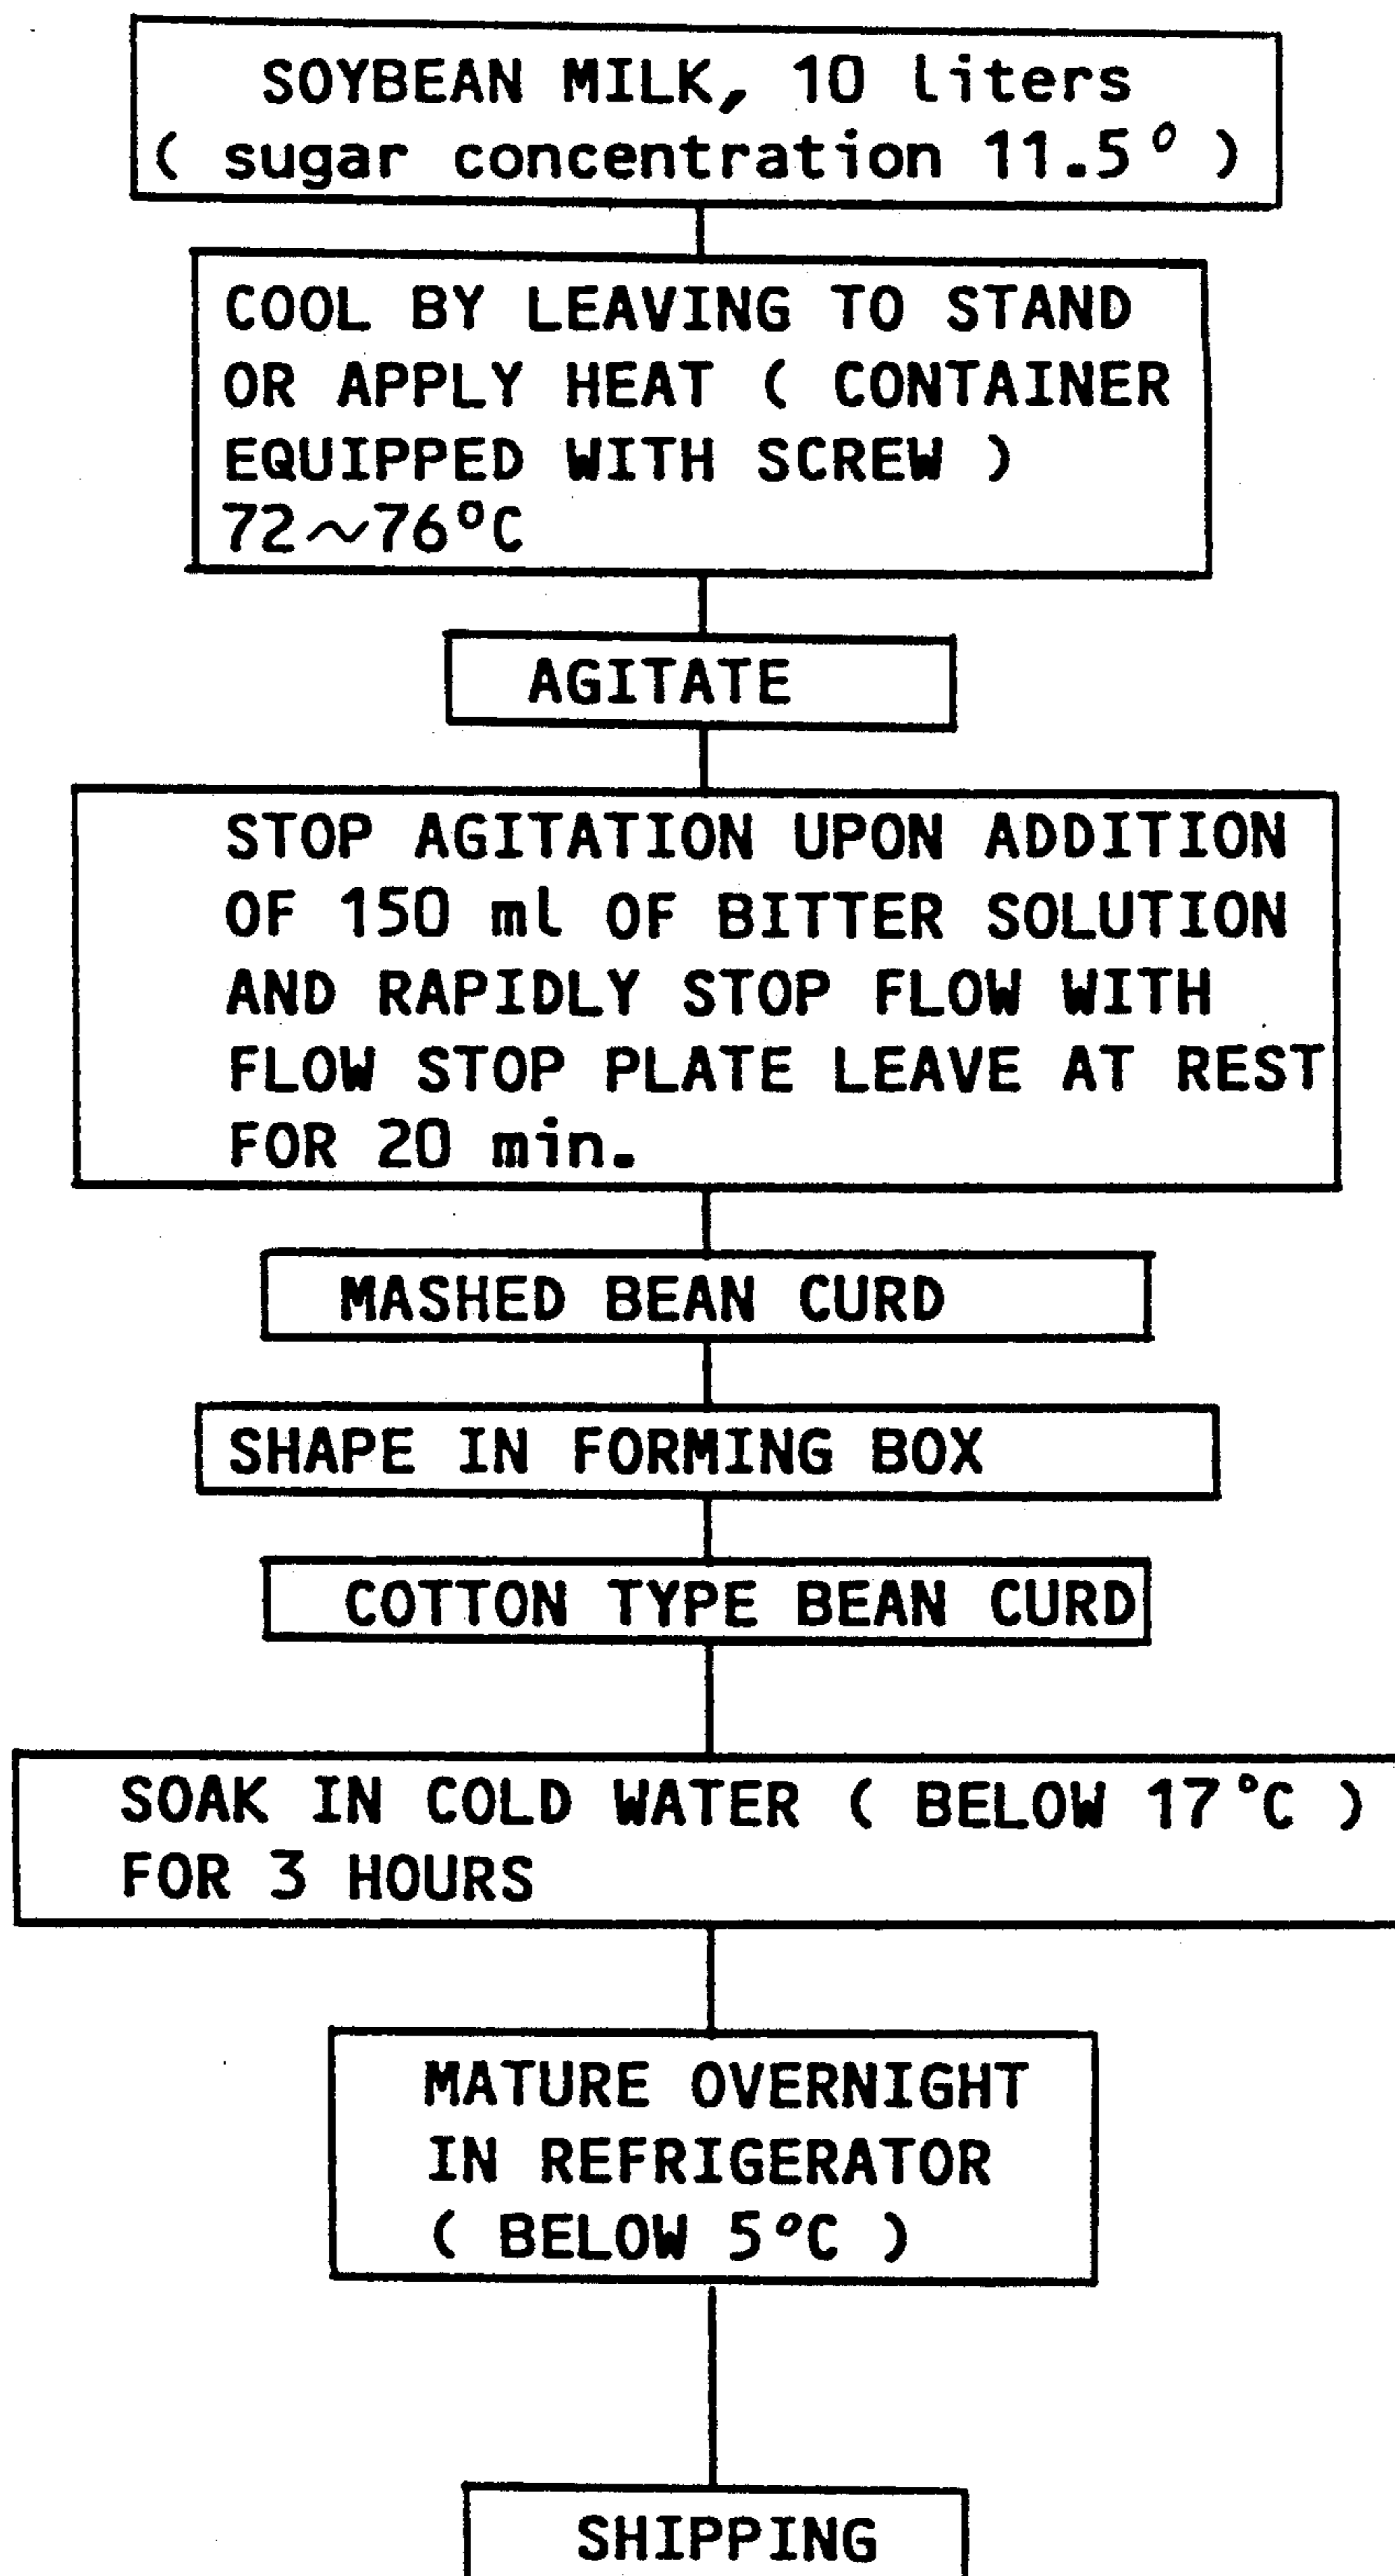 SOYBEAN MILK, 10 liters
( sugar concentration 11.5° )
COOL BY LEAVING TO STAND
OR APPLY HEAT ( CONTAINER
EQUIPPED WITH SCREW )
72~76°C
AGITATE
STOP AGITATION UPON ADDITION
OF 150 ml OF BITTER SOLUTION
AND RAPIDLY STOP FLOW WITH
FLOW STOP PLATE LEAVE AT REST
FOR 20 min.
MASHED BEAN CURD
SHAPE IN FORMING BOX
COTTON TYPE BEAN CURD
SOAK IN COLD WATER ( BELOW 17°C )
FOR 3 HOURS
MATURE OVERNIGHT
IN REFRIGERATOR
( BELOW 5°C )
SHIPPING